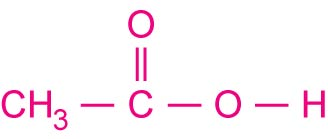 O
CH3 — C — O — H